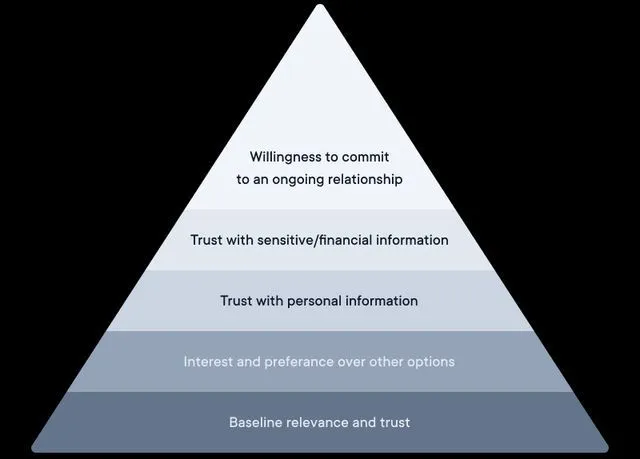 Willingness to commit
to an ongoing relationship
Trust with sensitive/financial information
Trust with personal information
Interest and preferance over other options
Baseline relevance and trust